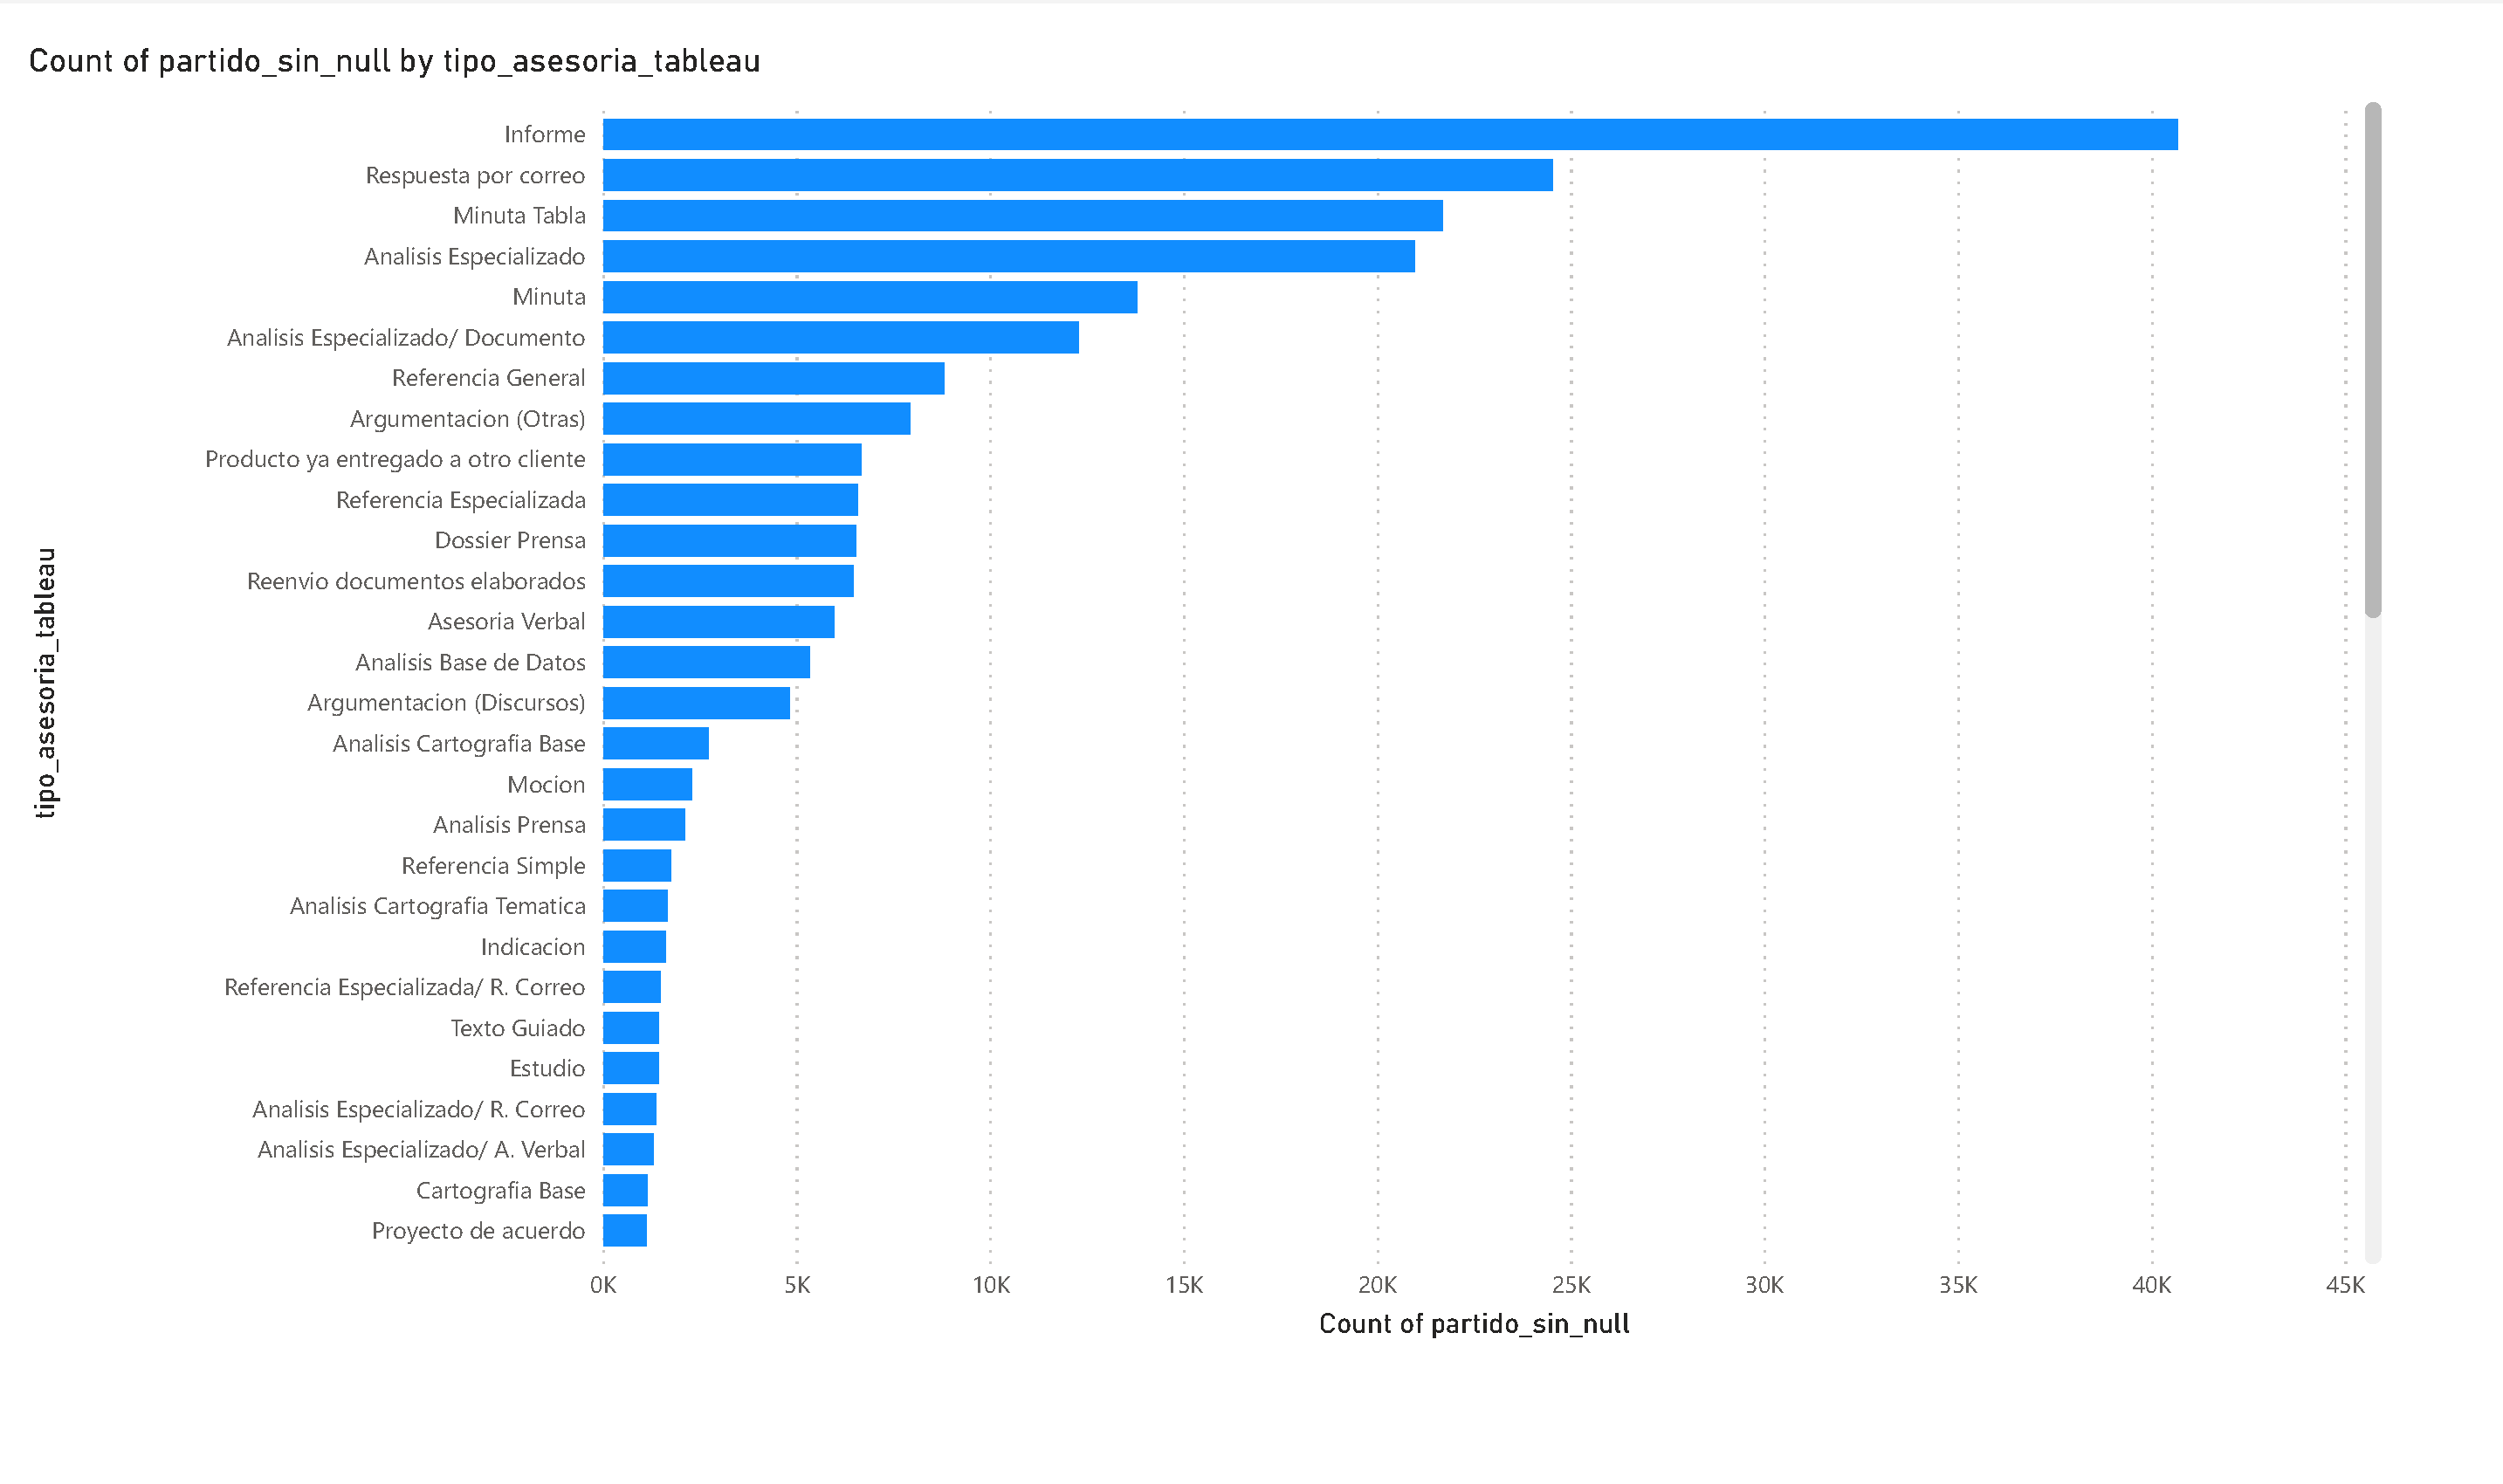 Count of partido_sin_null by tipo_asesoria_tableau
tipo_asesoria_tableau
Informe
Respuesta por correo
Minuta Tabla
Analisis Especializado
Minuta
Analisis Especializado/ Documento
Referencia General
Argumentacion (Otras)
Producto ya entregado a otro cliente
Referencia Especializada
Dossier Prensa
Reenvio documentos elaborados
Asesoria Verbal
Analisis Base de Datos
Argumentacion (Discursos)
Analisis Cartografia Base
Mocion
Analisis Prensa
Referencia Simple
Analisis Cartografia Tematica
Indicacion
Referencia Especializada/ R. Correo
Texto Guiado
Estudio
Analisis Especializado/ R. Correo
Analisis Especializado/ A. Verbal
Cartografia Base
Proyecto de acuerdo
0K 5K 10K 15K 20K 25K 30K 35K 40K 45K
Count of partido_sin_null